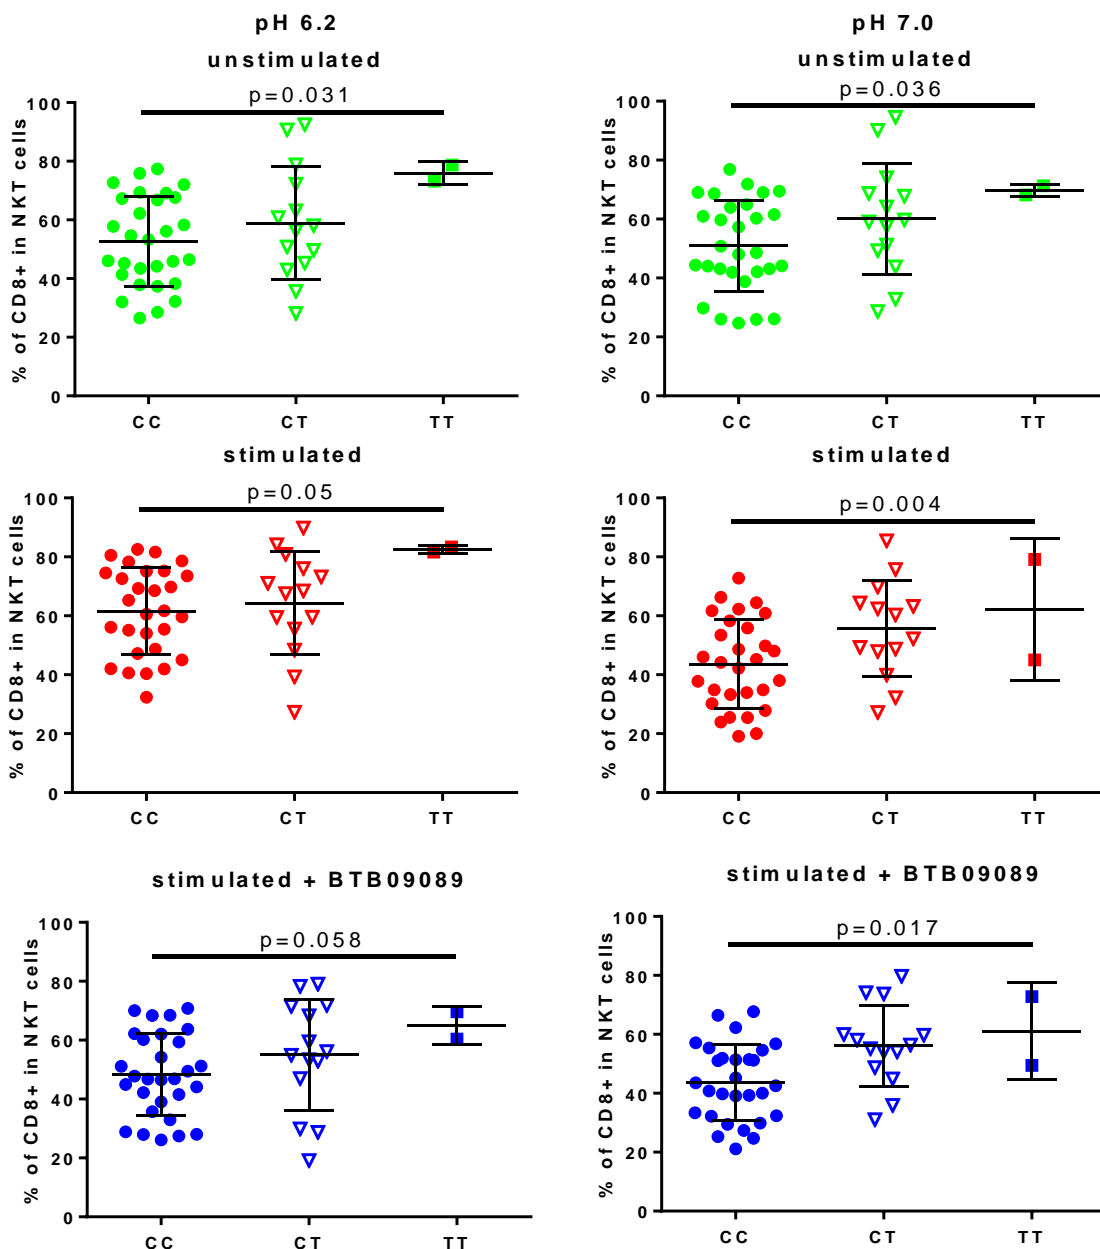 pH 6.2
unstimulated
p=0.031
% of CD8+ in NKT cells
100
80
60
40
20
0
CC
CT
TT
pH 7.0
unstimulated
p=0.036
% of CD8+ in NKT cells
100
80
60
40
20
0
CC
CT
TT
stimulated
p=0.05
% of CD8+ in NKT cells
100
80
60
40
20
0
CC
CT
TT
stimulated
p=0.004
% of CD8+ in NKT cells
100
80
60
40
20
0
CC
CT
TT
stimulated + BTB09089
p=0.058
% of CD8+ in NKT cells
100
80
60
40
20
0
CC
CT
TT
stimulated + BTB09089
p=0.017
% of CD8+ in NKT cells
100
80
60
40
20
0
CC
CT
TT